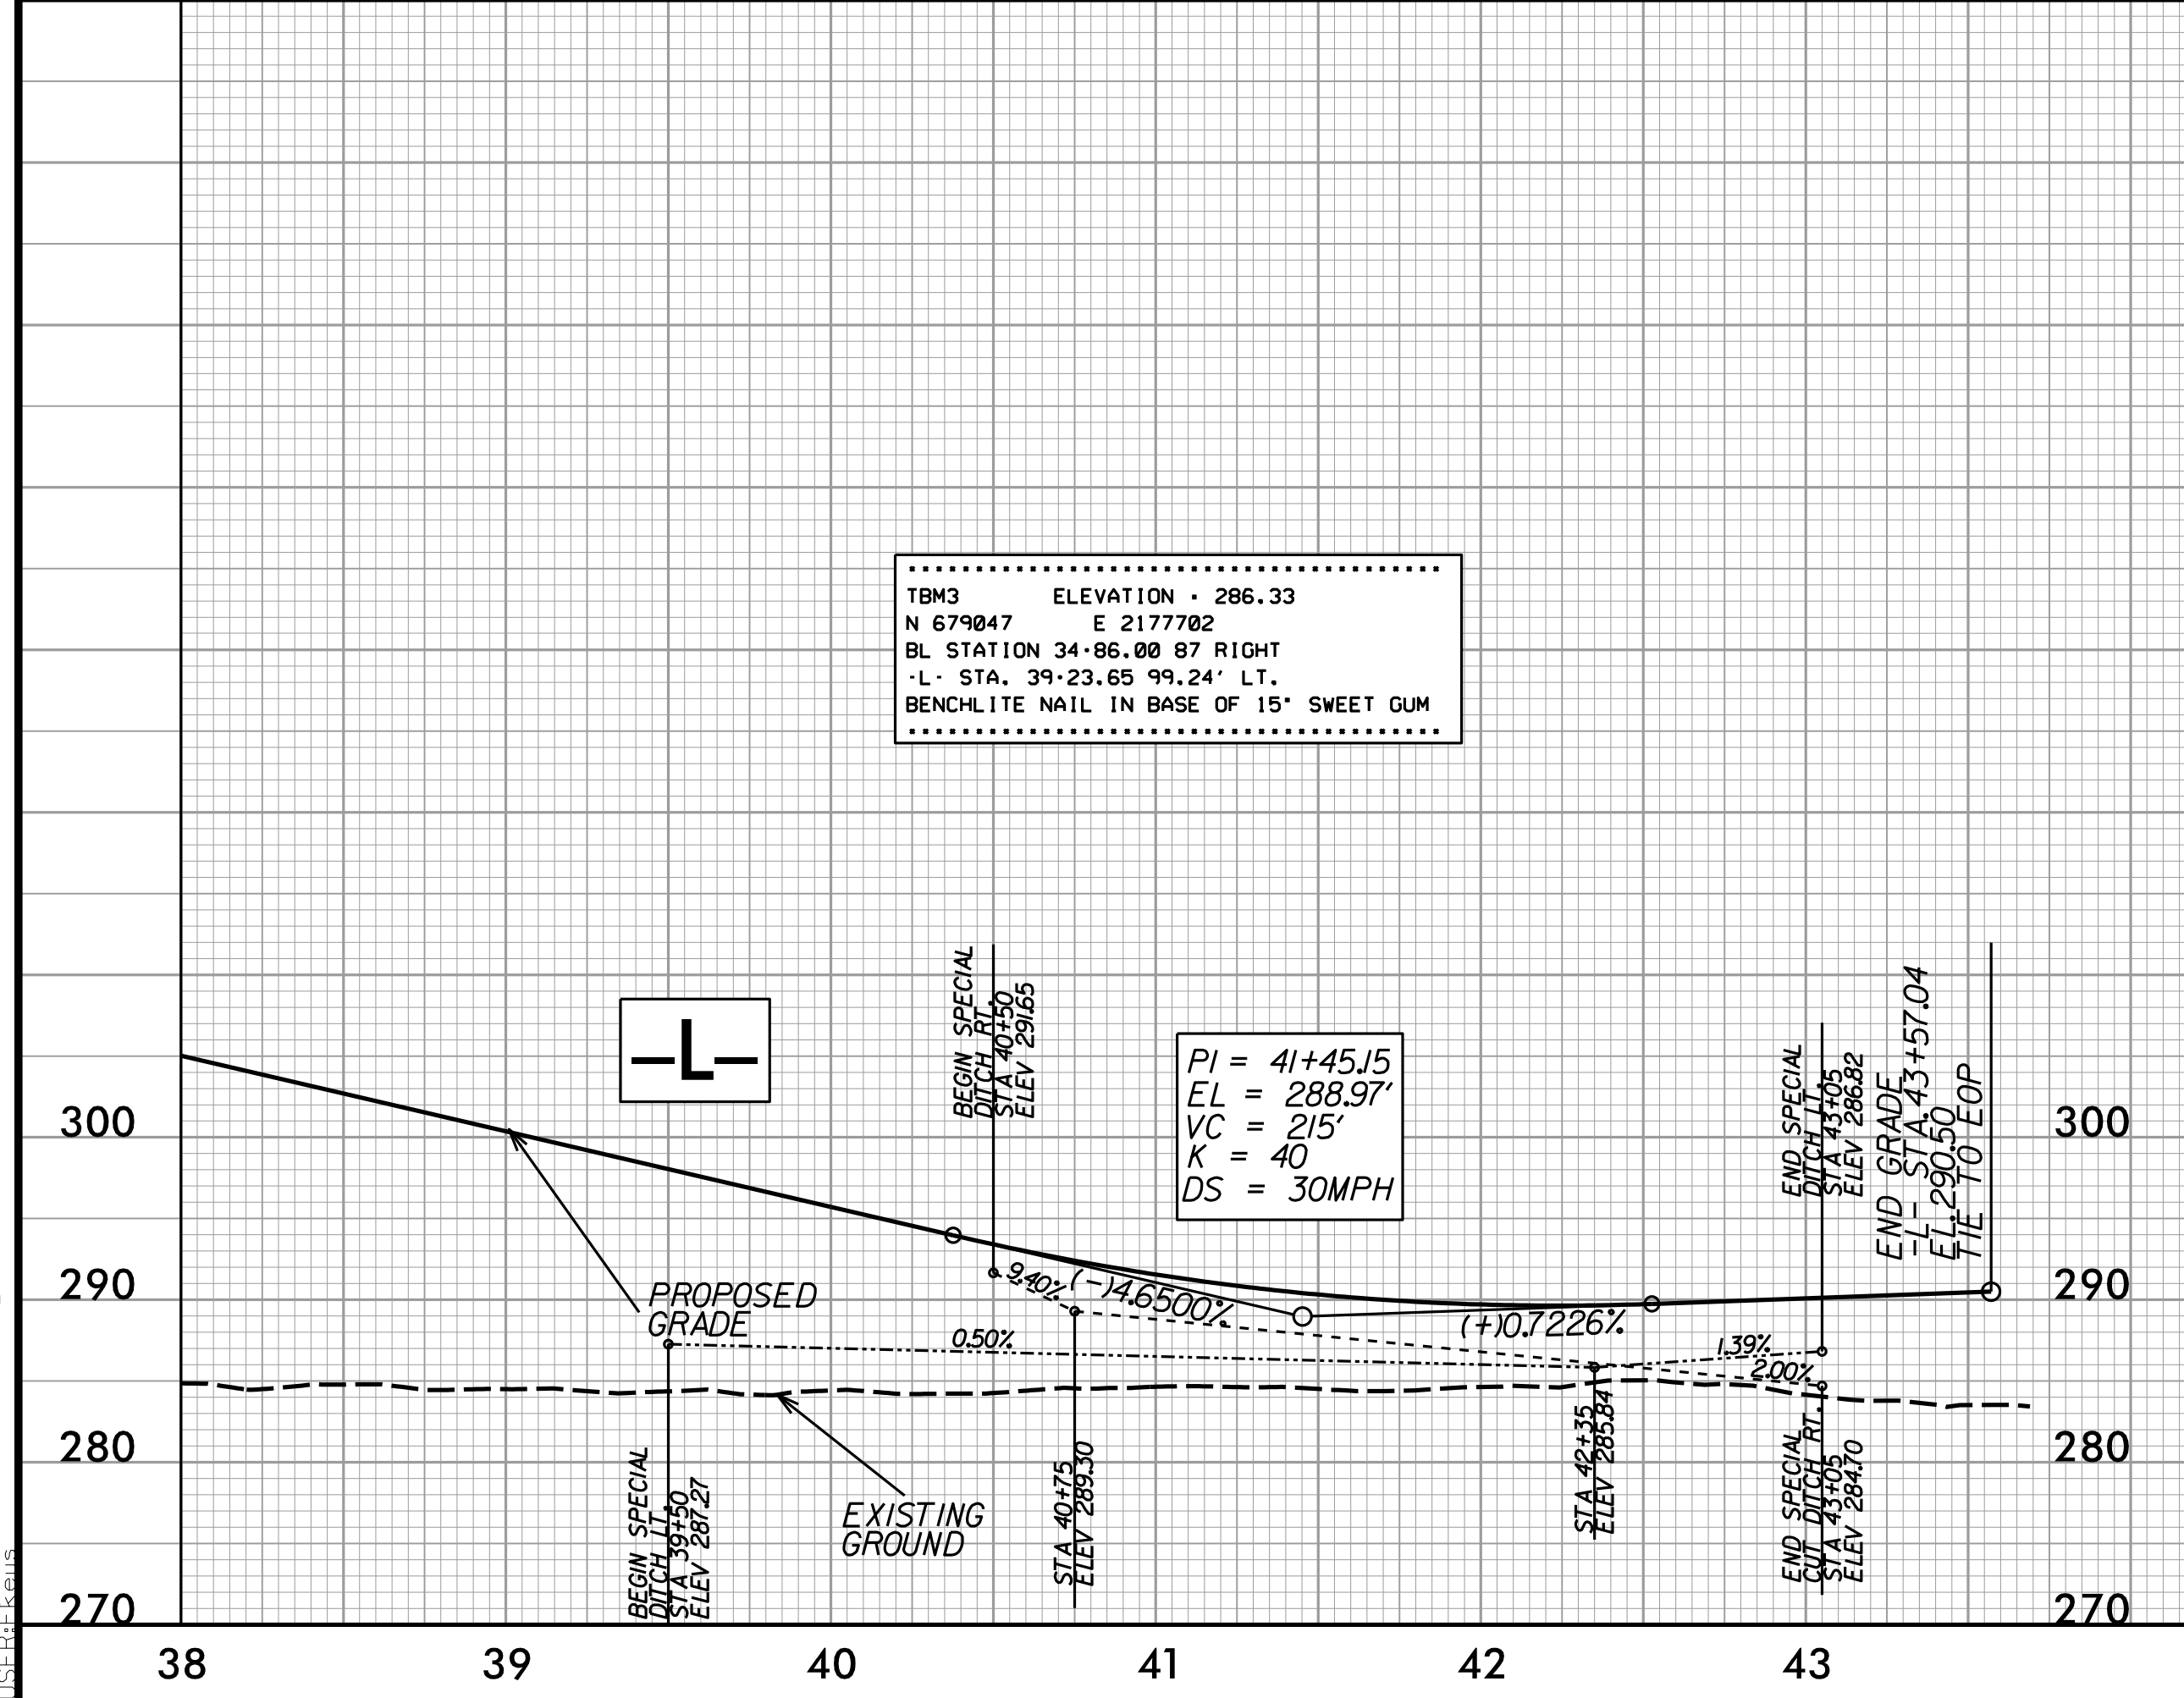 TBM3 ELEVATION · 286.33
N 679047 E 2177702
BL STATION 34·86.00 87 RIGHT
·L· STA. 39·23.65 99.24' LT.
BENCHLITE NAIL IN BASE OF 15" SWEET GUM
-L-
BEGIN SPECIAL
DITCH RT.
STA 40+50
ELEV 291.65
PI = 41+45.15
EL = 288.97'
VC = 215'
K = 40
DS = 30MPH
END SPECIAL
DITCH LT.
STA 43+05
ELEV 286.82
END GRADE
-L- STA. 43+57.04
EL. 290.50
TIE TO EOP
300
300
290
290
280
280
270
270
PROPOSED
GRADE
9.40%
(-)4.6500%
(+)0.7226%
0.50%
1.39%
2.00%
EXISTING
GROUND
BEGIN SPECIAL
DITCH LT.
STA 39+50
ELEV 287.27
STA 40+75
ELEV 289.30
STA 42+35
ELEV 285.84
END SPECIAL
CUT DITCH RT.
STA 43+05
ELEV 284.70
38 39 40 41 42 43